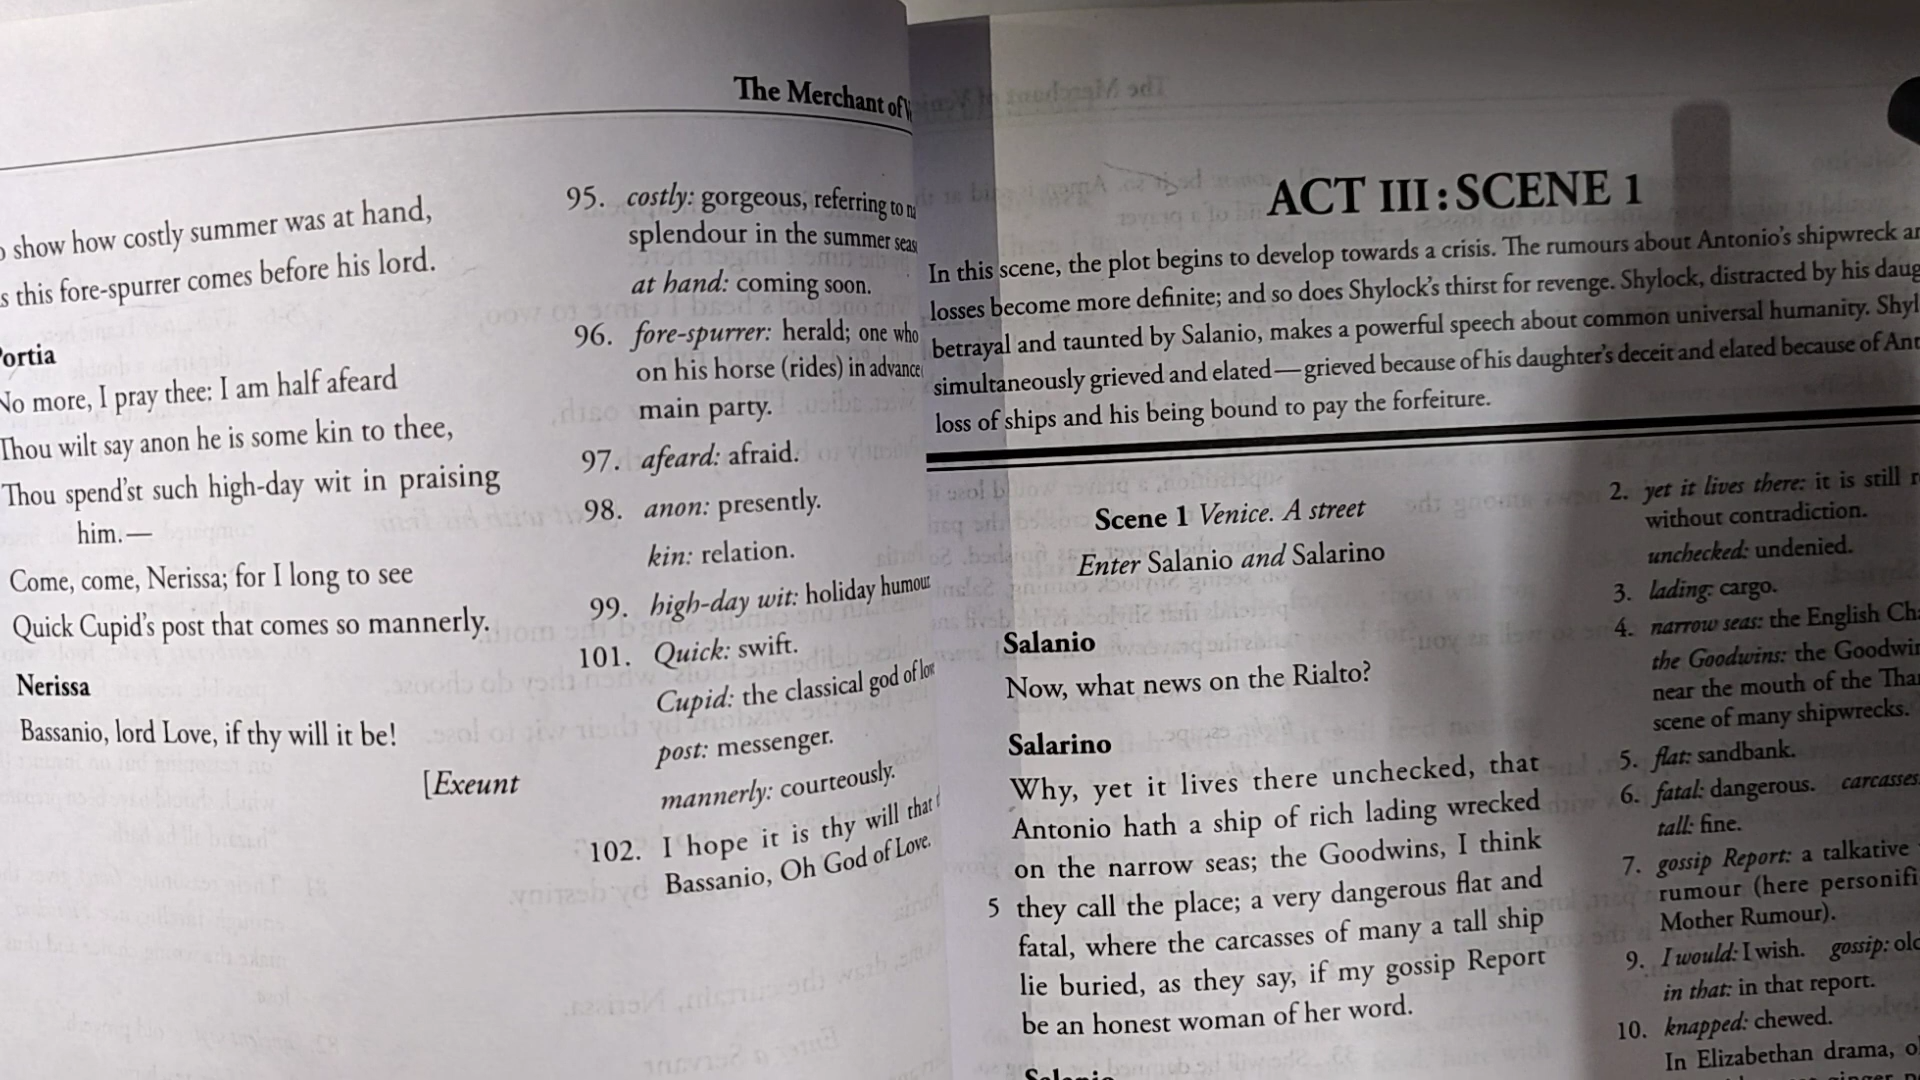 The Merchant of
show how costly summer was at hand,
this fore-spurrer comes before his lord.
Portia
No more, I pray thee: I am half afeard
Thou wilt say anon he is some kin to thee,
Thou spend'st such high-day wit in praising
him.—
Come, come, Nerissa; for I long to see
Quick Cupid's post that comes so mannerly.
Nerissa
Bassanio, lord Love, if thy will it be!
[Exeunt
95. costly: gorgeous, referring to
splendour in the summer
at hand: coming soon.
96. fore-spurrer: herald; one who
on his horse (rides) in advance
main party.
97. afeard: afraid.
98. anon: presently.
kin: relation.
99. high-day wit: holiday humour
101. Quick: swift.
Cupid: the classical god of
post: messenger.
mannerly: courteously.
102. I hope it is thy will that
Bassanio, Oh God of Love.
ACT III : SCENE 1
In this scene, the plot begins to develop towards a crisis. The rumours about Antonio's shipwreck
losses become more definite; and so does Shylock's thirst for revenge. Shylock, distracted by his
betrayal and taunted by Salanio, makes a powerful speech about common universal humanity.
simultaneously grieved and elated—grieved because of his daughter's deceit and elated because of
loss of ships and his being bound to pay the forfeiture.
Scene 1 Venice. A street
Enter Salanio and Salarino
Salanio
Now, what news on the Rialto?
Salarino
Why, yet it lives there unchecked, that
Antonio hath a ship of rich lading wrecked
on the narrow seas; the Goodwins, I think
5 they call the place; a very dangerous flat and
fatal, where the carcasses of many a tall ship
lie buried, as they say, if my gossip Report
be an honest woman of her word.
Salanio
2. yet it lives there: it is still
without contradiction.
unchecked: undenied.
3. lading: cargo.
4. narrow seas: the English
the Goodwins: the
near the mouth of the
scene of many shipwrecks.
5. flat: sandbank.
6. fatal: dangerous. carcasses:
tall: fine.
7. gossip Report: a talkative
rumour (here
Mother Rumour).
9. I would: I wish. gossip:
in that: in that report.
10. knapped: chewed.
In Elizabethan drama,